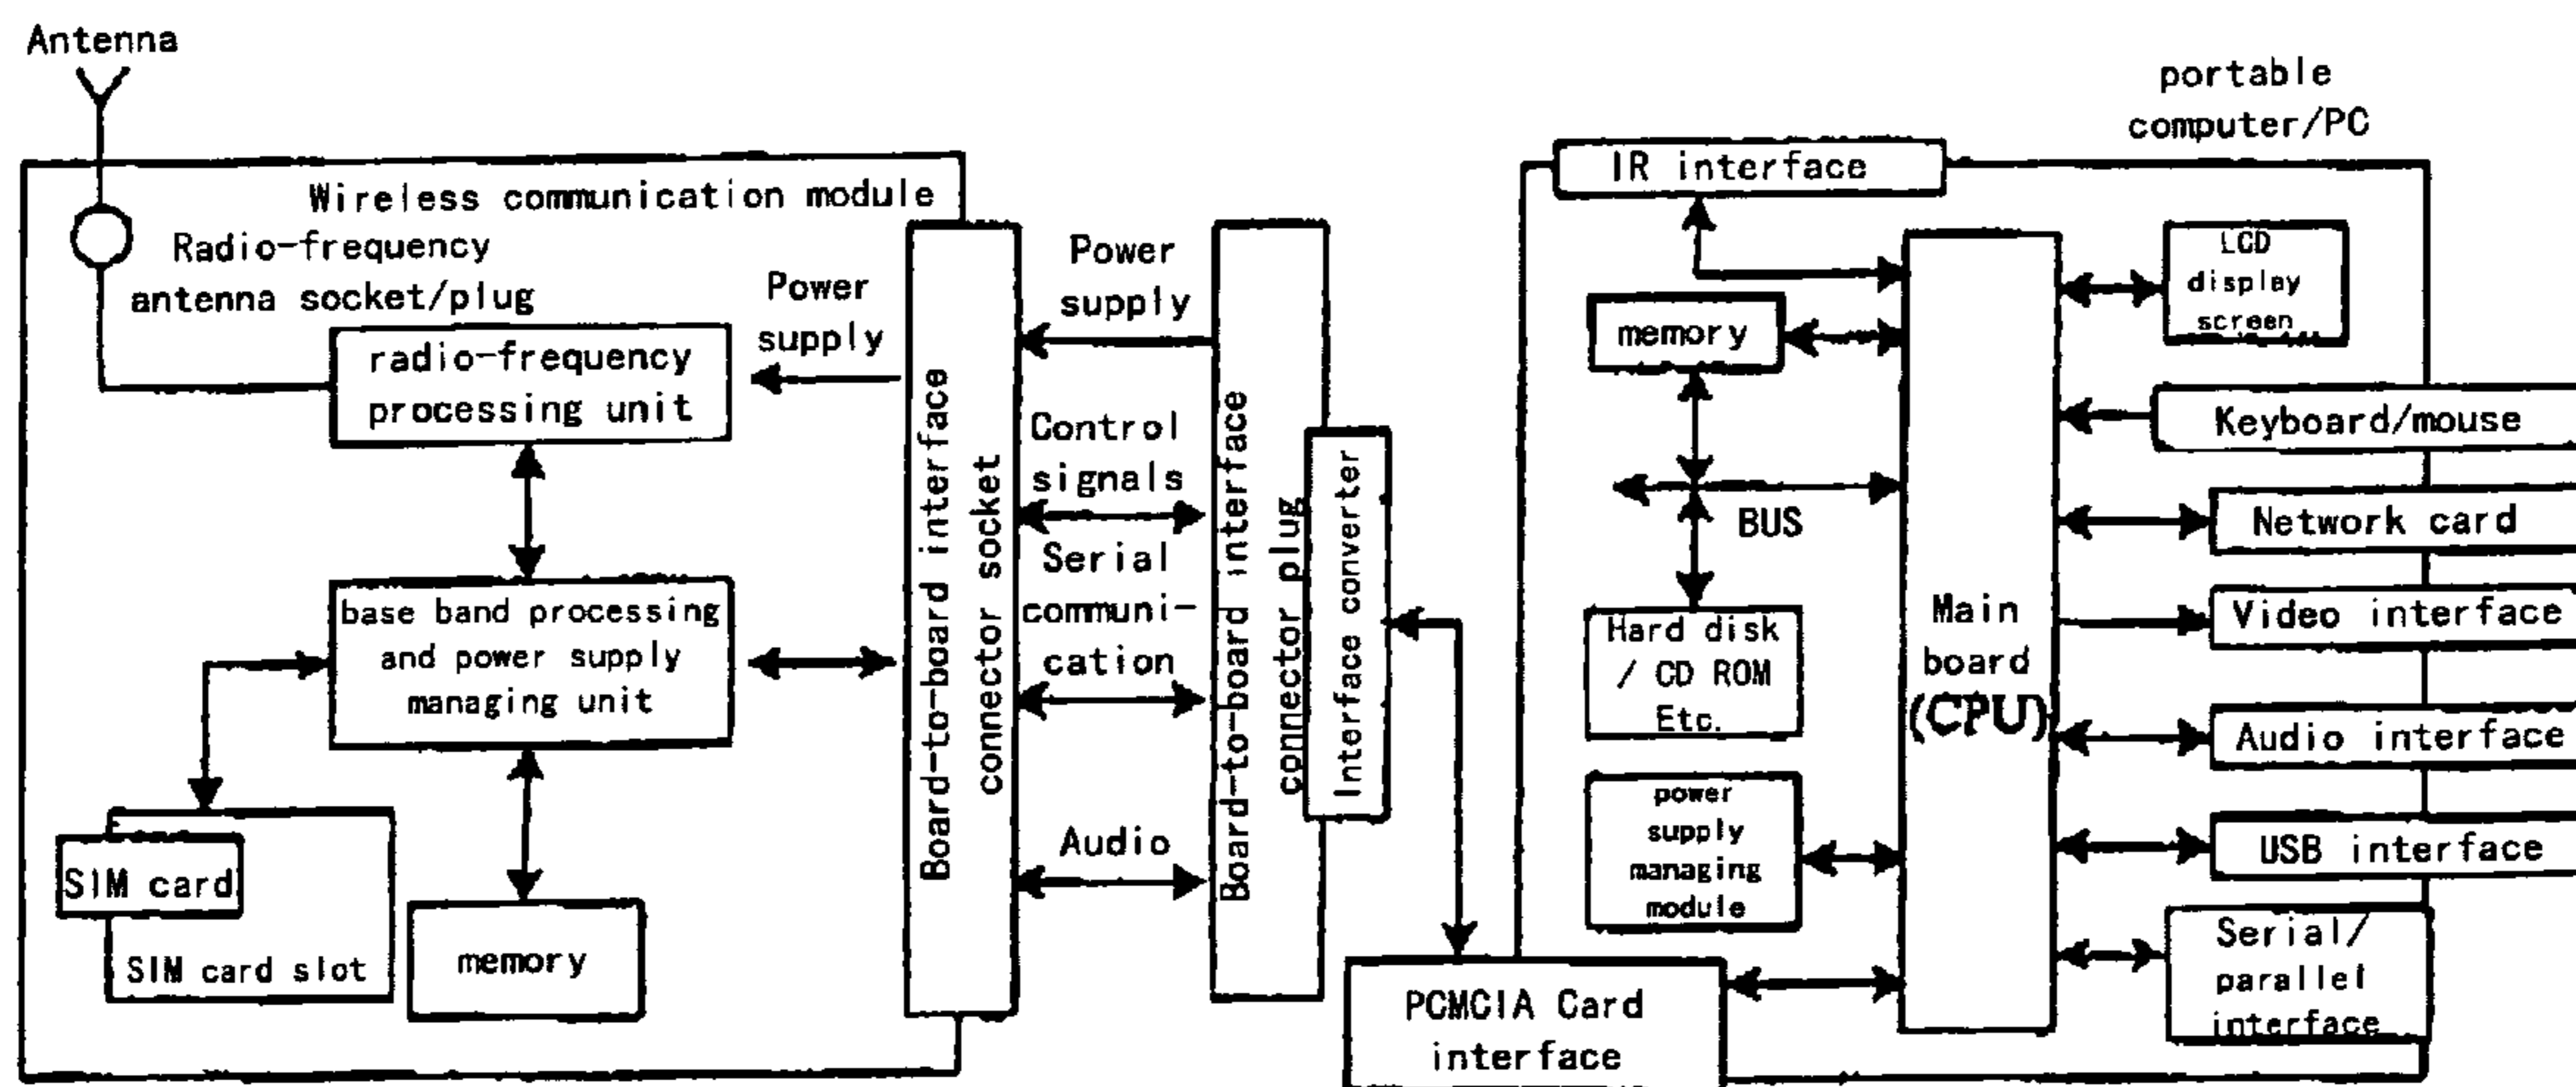 Antenna
Wireless communication module
Radio-frequency
antenna socket/plug
Power
supply
radio-frequency
processing unit
base band processing
and power supply
managing unit
SIM card
SIM card slot
memory
Board-to-board interface
connector socket
Power
supply
Control
signals
Serial
communi-
cation
Audio
Board-to-board interface
connector plug
Interface converter
portable
computer/PC
IR interface
memory
BUS
Hard disk
/ CD ROM
Etc.
power
supply
managing
module
PCMCIA Card
interface
Main
board
(CPU)
LCD
display
screen
Keyboard/mouse
Network card
Video interface
Audio interface
USB interface
Serial/
parallel
interface